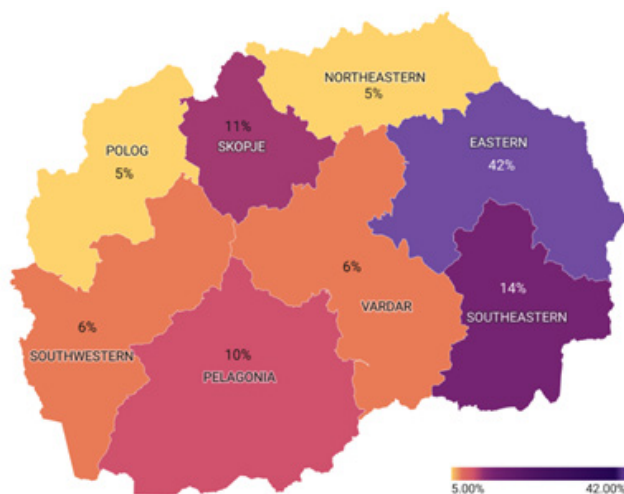 NORTHEASTERN
5%
11%
SKOPJE
EASTERN
42%
POLOG
5%
6%
VARDAR
14%
SOUTHEASTERN
6%
SOUTHWESTERN
10%
PELAGONIA
5.00% 42.00%